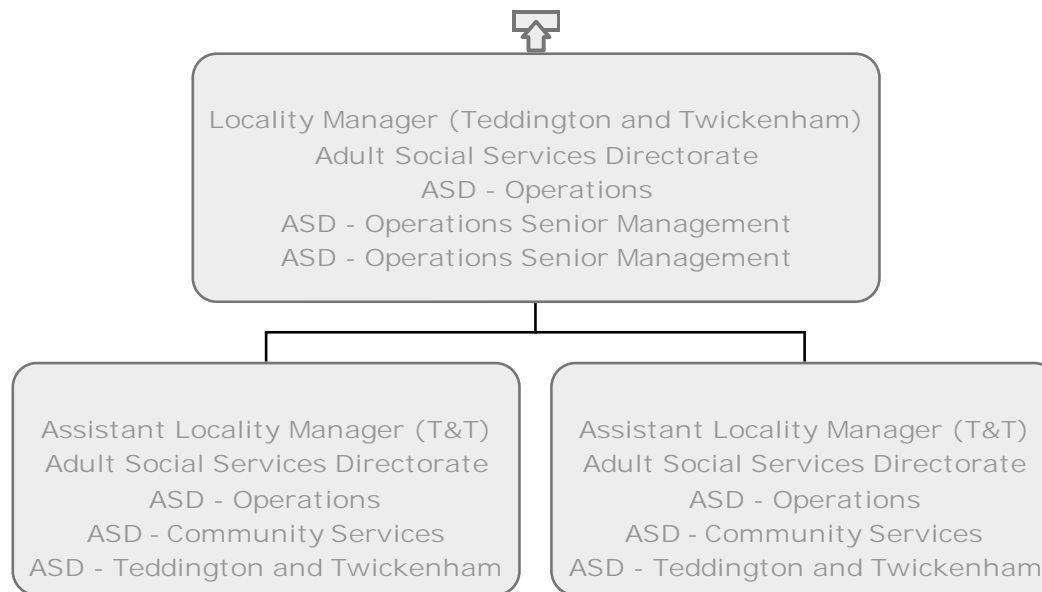 Locality Manager (Teddington and Twickenham)
Adult Social Services Directorate
ASD - Operations
ASD - Operations Senior Management
ASD - Operations Senior Management
Assistant Locality Manager (T&T)
Adult Social Services Directorate
ASD - Operations
ASD - Community Services
ASD - Teddington and Twickenham
Assistant Locality Manager (T&T)
Adult Social Services Directorate
ASD - Operations
ASD - Community Services
ASD - Teddington and Twickenham